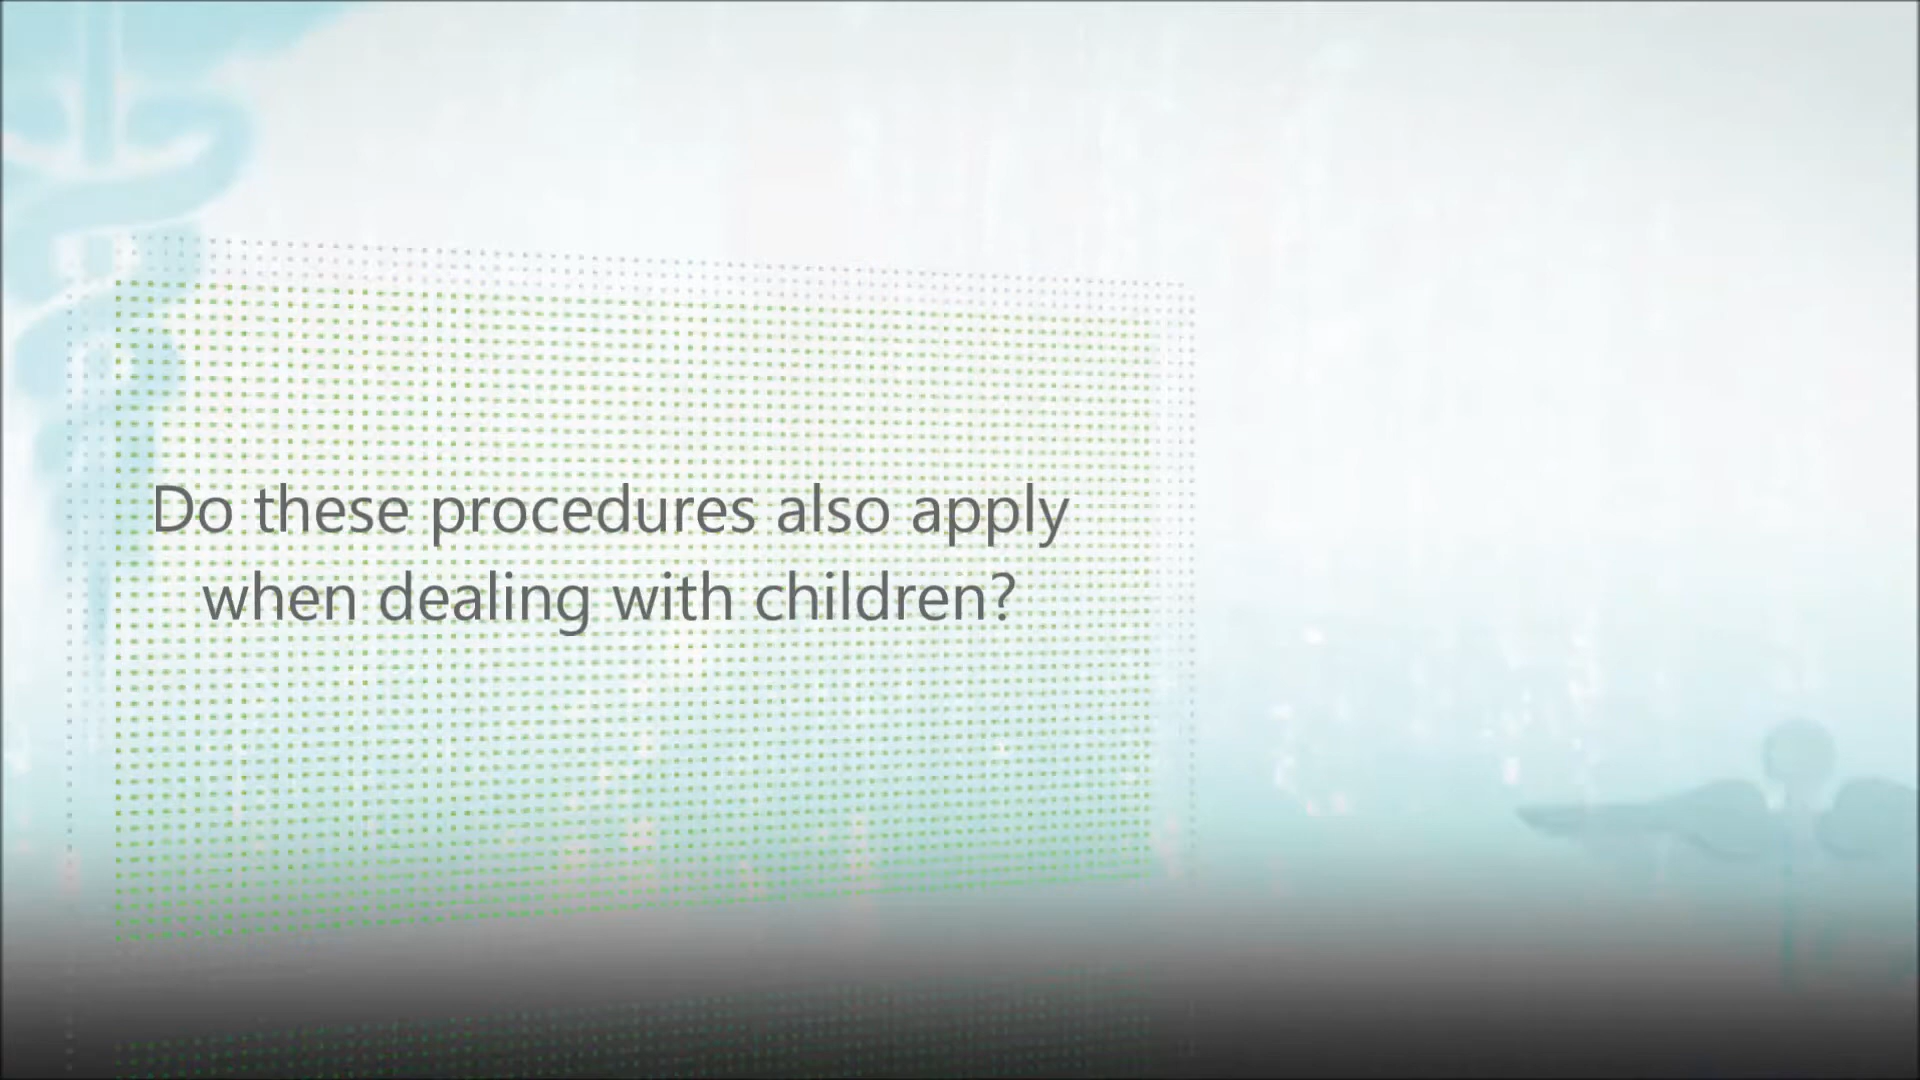 Do these procedures also apply
when dealing with children?